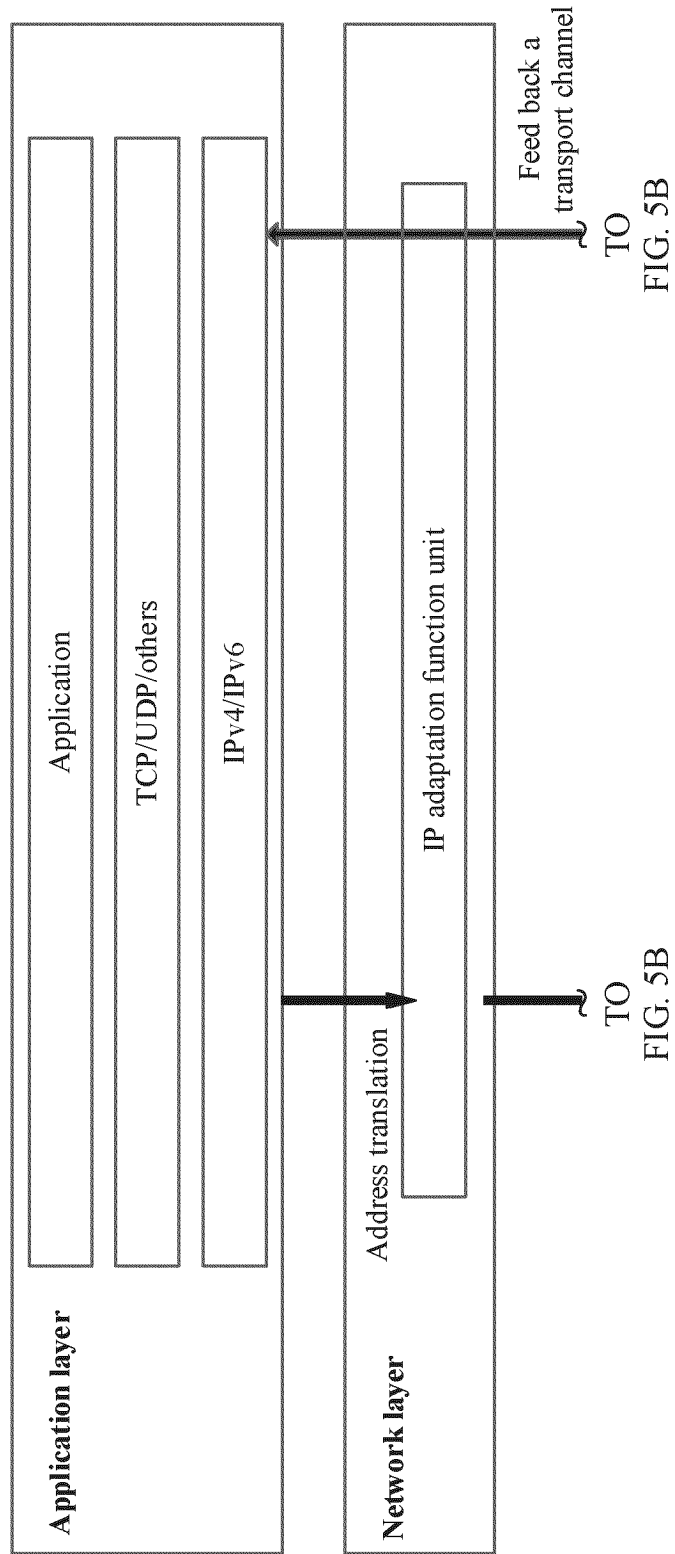 Application layer
Application
TCP/UDP/others
IPv4/IPv6
Network layer
Address translation
IP adaptation function unit
Feed back a
transport channel
TO
FIG. 5B
TO
FIG. 5B